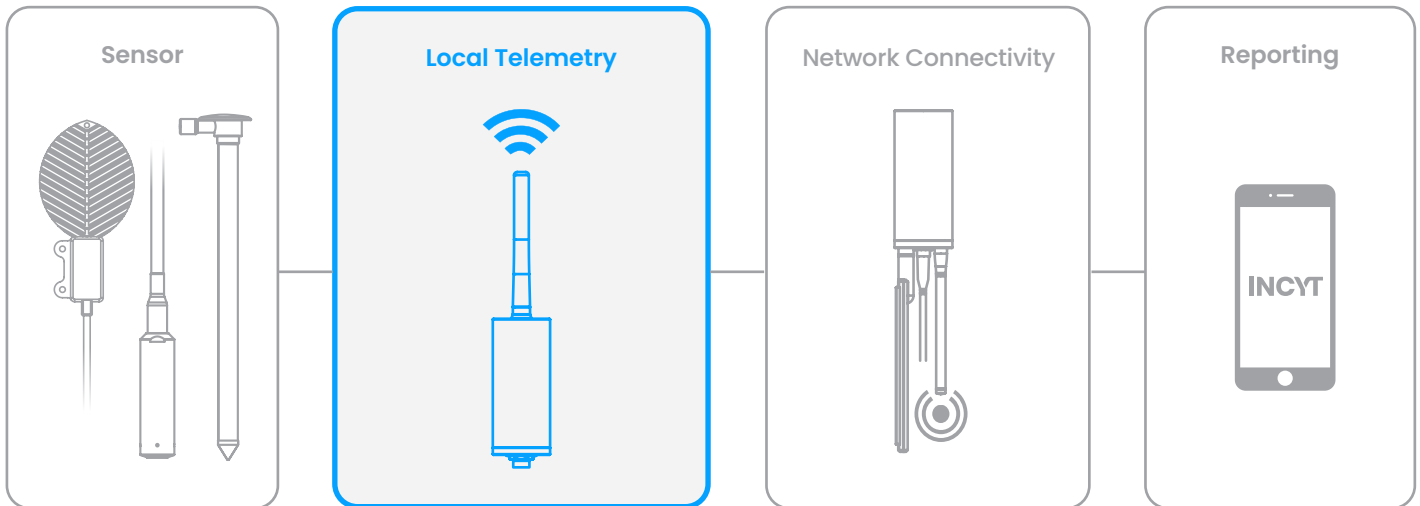 Sensor
Local Telemetry
Network Connectivity
Reporting
INCYT